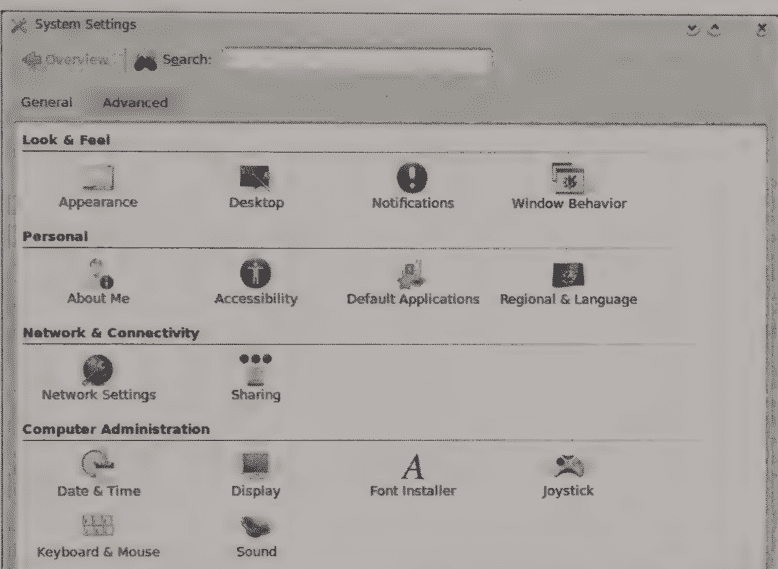 System Settings
Overview Search:
General Advanced
Look & Feel
Appearance Desktop Notifications Window Behavior
Personal
About Me Accessibility Default Applications Regional & Language
Network & Connectivity
Network Settings Sharing
Computer Administration
Date & Time Display Font Installer Joystick
Keyboard & Mouse Sound